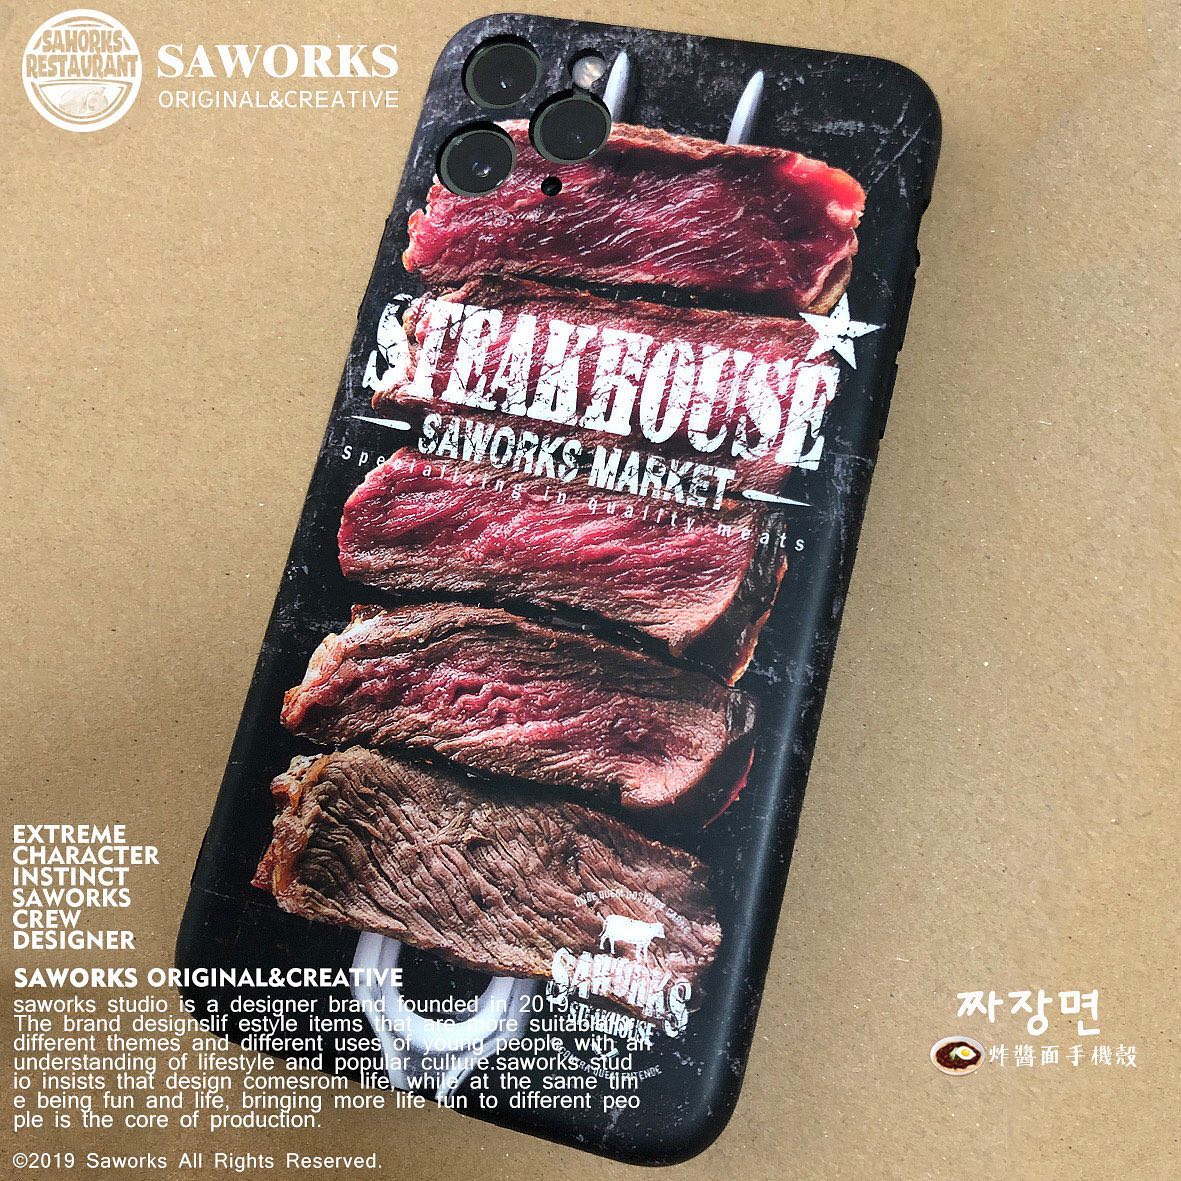 SAWORKS
RESTAURANT
SAWORKS
ORIGINAL&CREATIVE
STEAKHOUSE
SAWORKS MARKET
Specializing in quality meats
SAWORKS
EXTREME
CHARACTER
INSTINCT
SAWORKS
CREW
DESIGNER
SAWORKS ORIGINAL&CREATIVE
saworks studio is a designer brand founded in 2019.
The brand designslif estyle items that are more suitable for
different themes and different uses of young people with an
understanding of lifestyle and popular culture.saworks stud
io insists that design comesrom life, while at the same tim
e being fun and life, bringing more life fun to different peo
ple is the core of production.
©2019 Saworks All Rights Reserved.
짜장면
炸醬面手機殼